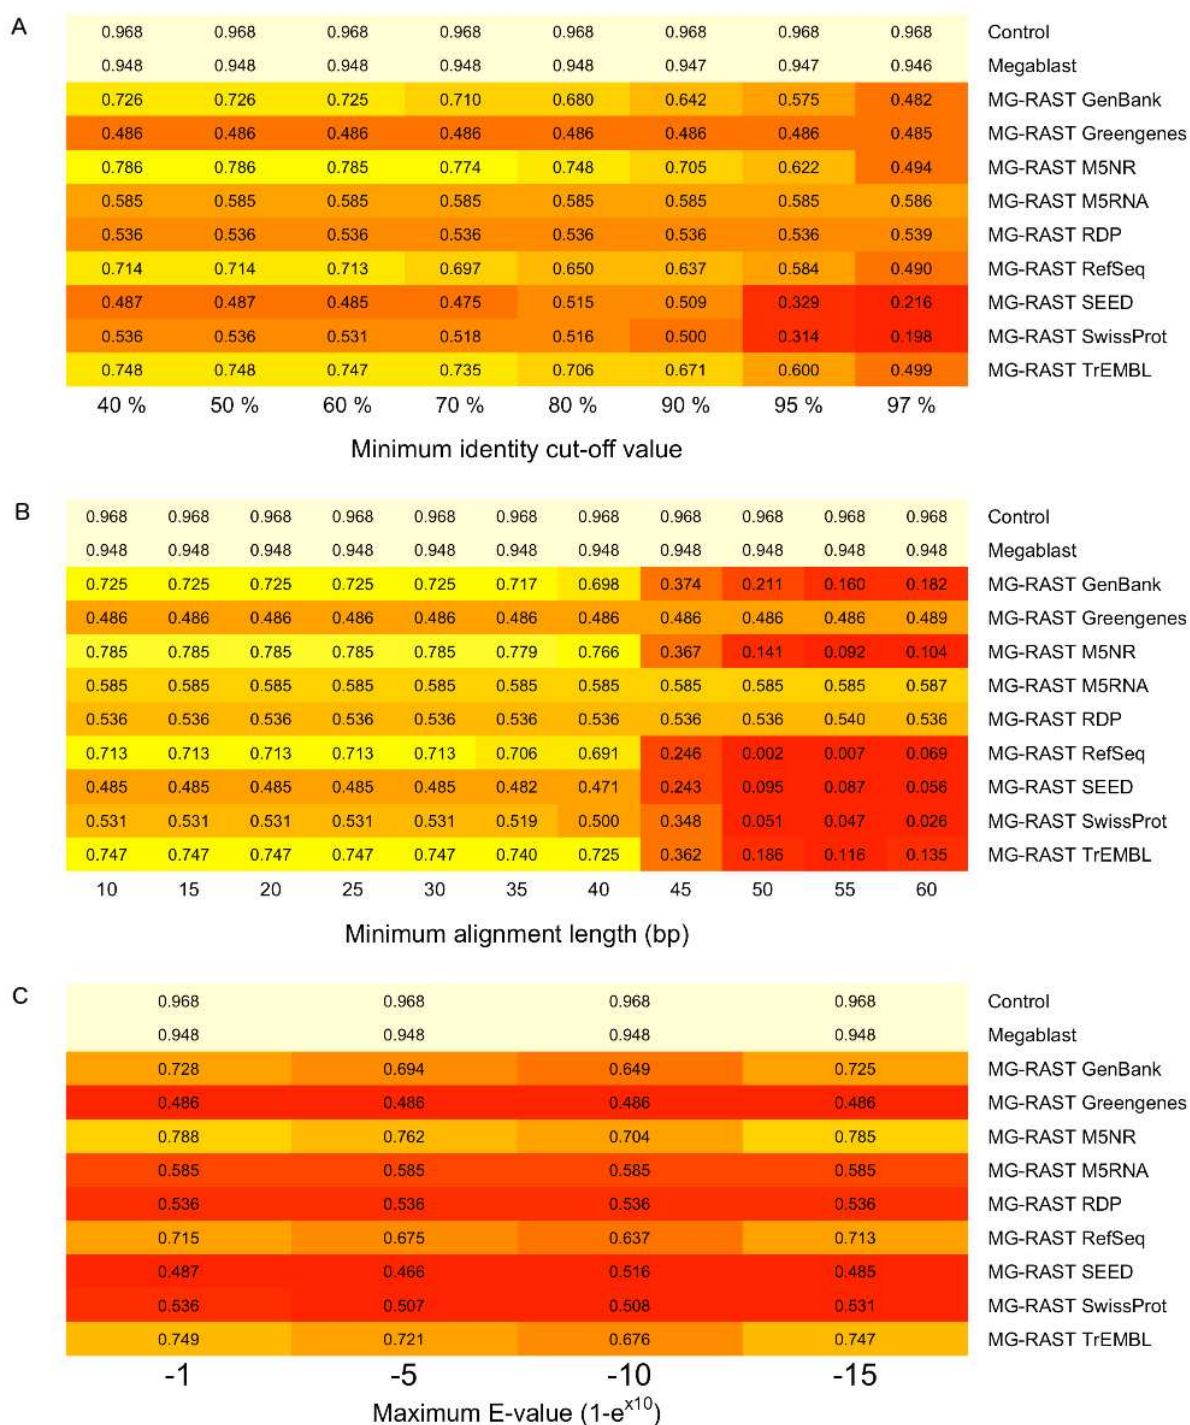 A
0.968 0.968 0.968 0.968 0.968 0.968 0.968 0.968 Control
0.948 0.948 0.948 0.948 0.948 0.947 0.947 0.946 Megablast
0.726 0.726 0.725 0.710 0.680 0.642 0.575 0.482 MG-RAST GenBank
0.486 0.486 0.486 0.486 0.486 0.486 0.486 0.485 MG-RAST Greengenes
0.786 0.786 0.785 0.774 0.748 0.705 0.622 0.494 MG-RAST M5NR
0.585 0.585 0.585 0.585 0.585 0.585 0.585 0.586 MG-RAST M5RNA
0.536 0.536 0.536 0.536 0.536 0.536 0.536 0.539 MG-RAST RDP
0.714 0.714 0.713 0.697 0.650 0.637 0.584 0.490 MG-RAST RefSeq
0.487 0.487 0.485 0.475 0.515 0.509 0.329 0.216 MG-RAST SEED
0.536 0.536 0.531 0.518 0.516 0.500 0.314 0.198 MG-RAST SwissProt
0.748 0.748 0.747 0.735 0.706 0.671 0.600 0.499 MG-RAST TrEMBL
40 % 50 % 60 % 70 % 80 % 90 % 95 % 97 %
Minimum identity cut-off value
B
0.968 0.968 0.968 0.968 0.968 0.968 0.968 0.968 0.968 0.968 0.968 Control
0.948 0.948 0.948 0.948 0.948 0.948 0.948 0.948 0.948 0.948 0.948 Megablast
0.725 0.725 0.725 0.725 0.725 0.717 0.698 0.374 0.211 0.160 0.182 MG-RAST GenBank
0.486 0.486 0.486 0.486 0.486 0.486 0.486 0.486 0.486 0.486 0.489 MG-RAST Greengenes
0.785 0.785 0.785 0.785 0.785 0.779 0.766 0.367 0.141 0.092 0.104 MG-RAST M5NR
0.585 0.585 0.585 0.585 0.585 0.585 0.585 0.585 0.585 0.585 0.587 MG-RAST M5RNA
0.536 0.536 0.536 0.536 0.536 0.536 0.536 0.536 0.536 0.540 0.536 MG-RAST RDP
0.713 0.713 0.713 0.713 0.713 0.706 0.691 0.246 0.002 0.007 0.069 MG-RAST RefSeq
0.485 0.485 0.485 0.485 0.485 0.482 0.471 0.243 0.095 0.087 0.056 MG-RAST SEED
0.531 0.531 0.531 0.531 0.531 0.519 0.500 0.348 0.051 0.047 0.026 MG-RAST SwissProt
0.747 0.747 0.747 0.747 0.747 0.740 0.725 0.362 0.186 0.116 0.135 MG-RAST TrEMBL
10 15 20 25 30 35 40 45 50 55 60
Minimum alignment length (bp)
C
0.968 0.968 0.968 0.968 Control
0.948 0.948 0.948 0.948 Megablast
0.728 0.694 0.649 0.725 MG-RAST GenBank
0.486 0.486 0.486 0.486 MG-RAST Greengenes
0.788 0.762 0.704 0.785 MG-RAST M5NR
0.585 0.585 0.585 0.585 MG-RAST M5RNA
0.536 0.536 0.536 0.536 MG-RAST RDP
0.715 0.675 0.637 0.713 MG-RAST RefSeq
0.487 0.466 0.516 0.485 MG-RAST SEED
0.536 0.507 0.508 0.531 MG-RAST SwissProt
0.749 0.721 0.676 0.747 MG-RAST TrEMBL
-1 -5 -10 -15
Maximum E-value (1-e^x10)